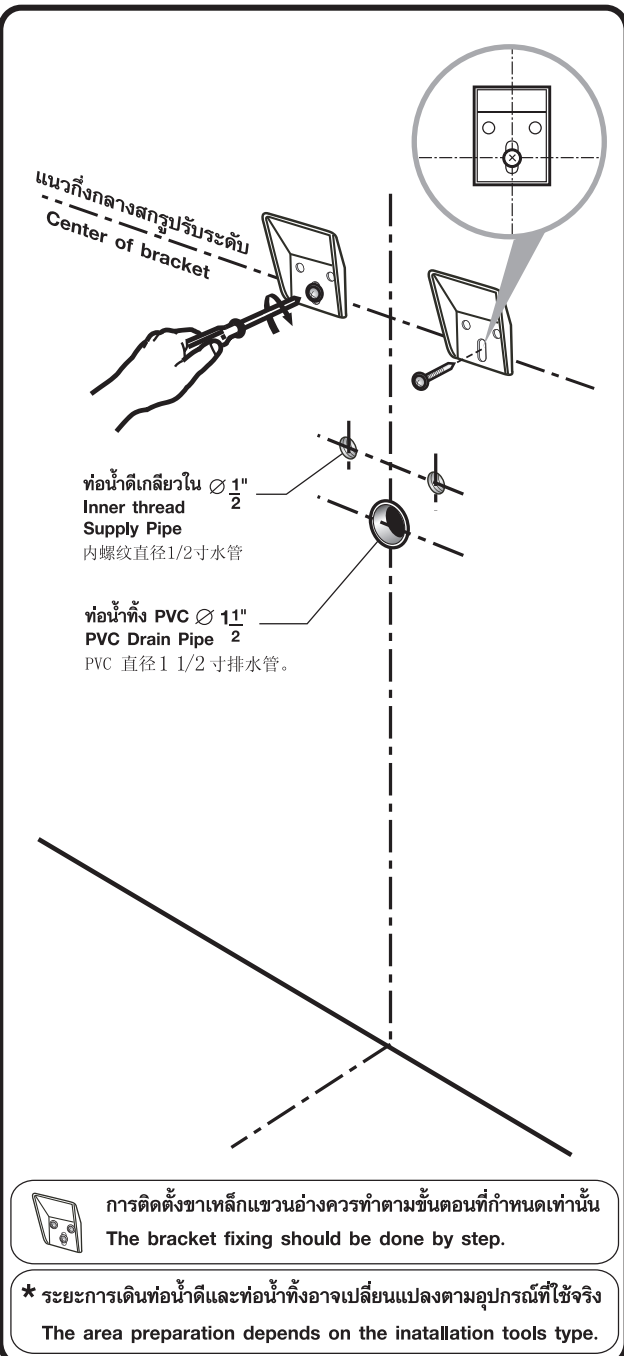 แนวกึ่งกลางสกรูปรับระดับ
Center of bracket
ท่อน้ำดีเกลียวใน ∅ 1/2"
Inner thread
Supply Pipe
内螺纹直径1/2寸水管
ท่อน้ำทิ้ง PVC ∅ 1 1/2"
PVC Drain Pipe
PVC 直径1 1/2寸排水管。
การติดตั้งขาเหล็กแขวนอ่างควรทำตามขั้นตอนที่กำหนดเท่านั้น
The bracket fixing should be done by step.
* ระยะการเดินท่อน้ำดีและท่อน้ำทิ้งอาจเปลี่ยนแปลงตามอุปกรณ์ที่ใช้จริง
The area preparation depends on the inatallation tools type.